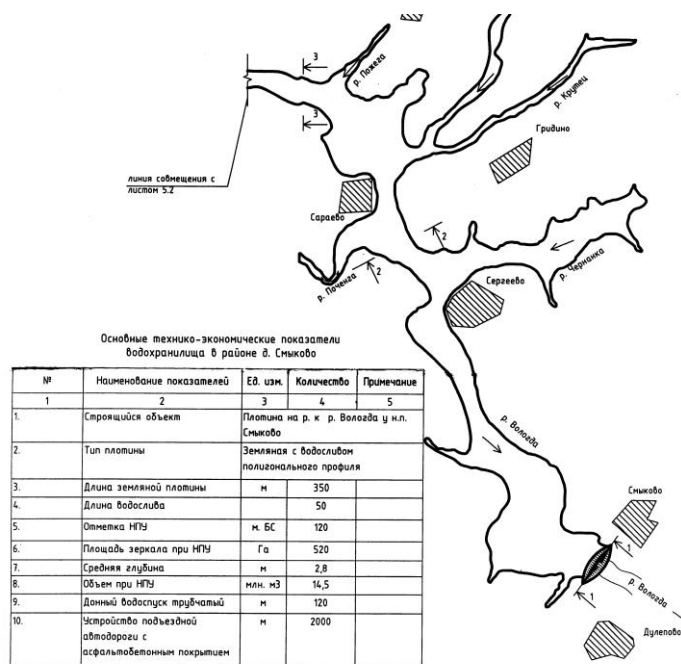 3
р. Пожега
р. Крутец
3
Гридино
линия совмещения с
листом 5.2
Сараево
2
р. Чернанка
р. Поченга
2
Сергеево
Основные технико-экономические показатели
водохранилища в районе д. Смыково
№ Наименование показателей Ед. изм. Количество Примечание
1 2 3 4 5
1. Строящийся объект Плотина на р. к р. Вологда у н.п.
Смыково
2. Тип плотины Земляная с водосливом
полигонального профиля
3. Длина земляной плотины м 350
4. Длина водослива 50
5. Отметка НПУ м. БС 120
6. Площадь зеркала при НПУ Га 520
7. Средняя глубина м 2,8
8. Объем при НПУ млн. м3 14,5
9. Донный водоспуск трубчатый м 120
10. Устройство подъездной м 2000
автодороги с
асфальтобетонным покрытием
р. Вологда
Смыково
1
р. Вологда
1
Дулепово